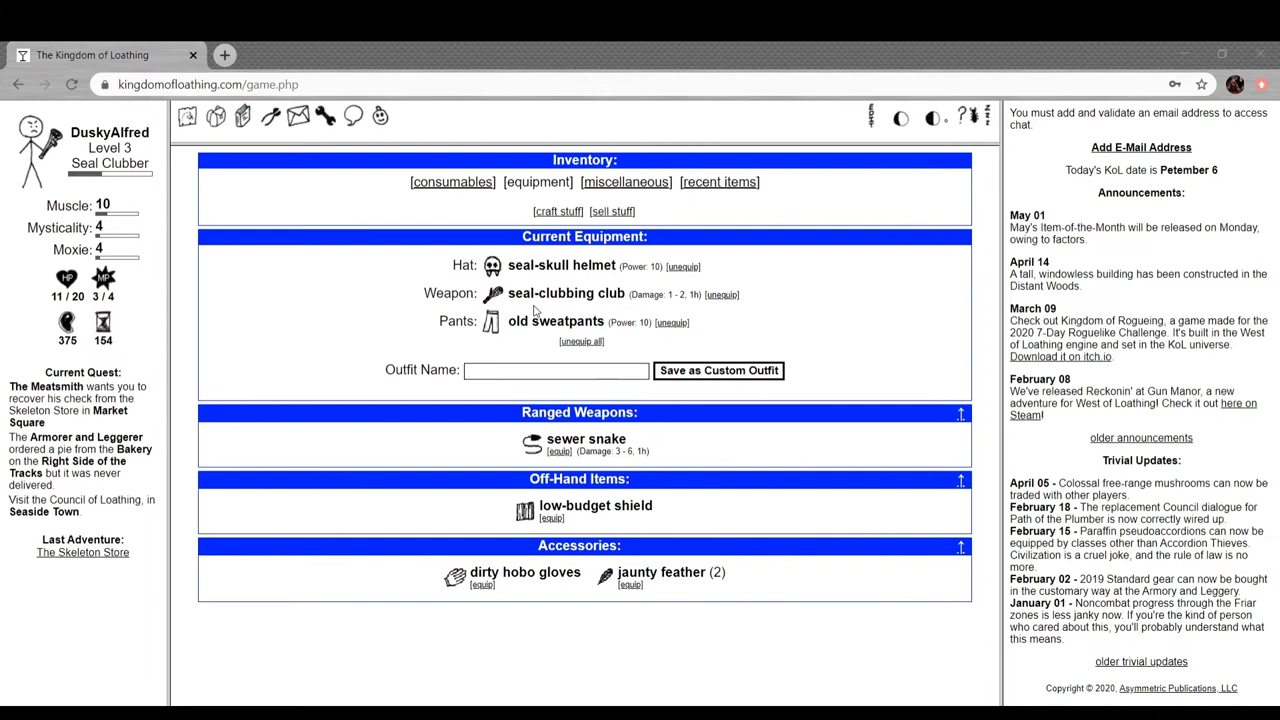 The Kingdom of Loathing
kingdomofloathing.com/game.php
DuskyAlfred
Level 3
Seal Clubber
Muscle: 10
Mysticality: 4
Moxie: 4
HP
MP
11 / 20
3 / 4
375
154
Current Quest:
The Meatsmith wants you to
recover his check from the
Skeleton Store in Market
Square
The Armorer and Leggerer
ordered a pie from the Bakery
on the Right Side of the
Tracks but it was never
delivered.
Visit the Council of Loathing, in
Seaside Town.
Last Adventure:
The Skeleton Store
Inventory:
[consumables] [equipment] [miscellaneous] [recent items]
[craft stuff] [sell stuff]
Current Equipment:
Hat: seal-skull helmet (Power: 10) [unequip]
Weapon: seal-clubbing club (Damage: 1 - 2, 1h) [unequip]
Pants: old sweatpants (Power: 10) [unequip]
[unequip all]
Outfit Name: Save as Custom Outfit
Ranged Weapons:
sewer snake
[equip] (Damage: 3 - 6, 1h)
Off-Hand Items:
low-budget shield
[equip]
Accessories:
dirty hobo gloves
[equip]
jaunty feather (2)
[equip]
You must add and validate an email address to access
chat.
Add E-Mail Address
Today's KoL date is Petember 6
Announcements:
May 01
May's Item-of-the-Month will be released on Monday,
owing to factors.
April 14
A tall, windowless building has been constructed in the
Distant Woods.
March 09
Check out Kingdom of Rogueing, a game made for the
2020 7-Day Roguelike Challenge. It's built in the West
of Loathing engine and set in the KoL universe.
Download it on itch.io.
February 08
We've released Reckonin' at Gun Manor, a new
adventure for West of Loathing! Check it out here on
Steam!
older announcements
Trivial Updates:
April 05 - Colossal free-range mushrooms can now be
traded with other players.
February 18 - The replacement Council dialogue for
Path of the Plumber is now correctly wired up.
February 15 - Paraffin pseudoaccordions can now be
equipped by classes other than Accordion Thieves.
Civilization is a cruel joke, and the rule of law is no
more.
February 02 - 2019 Standard gear can now be bought
in the customary way at the Armory and Leggery.
January 01 - Noncombat progress through the Friar
zones is less janky now. If you're the kind of person
who cared about this, you'll probably understand what
this means.
older trivial updates
Copyright © 2020, Asymmetric Publications, LLC